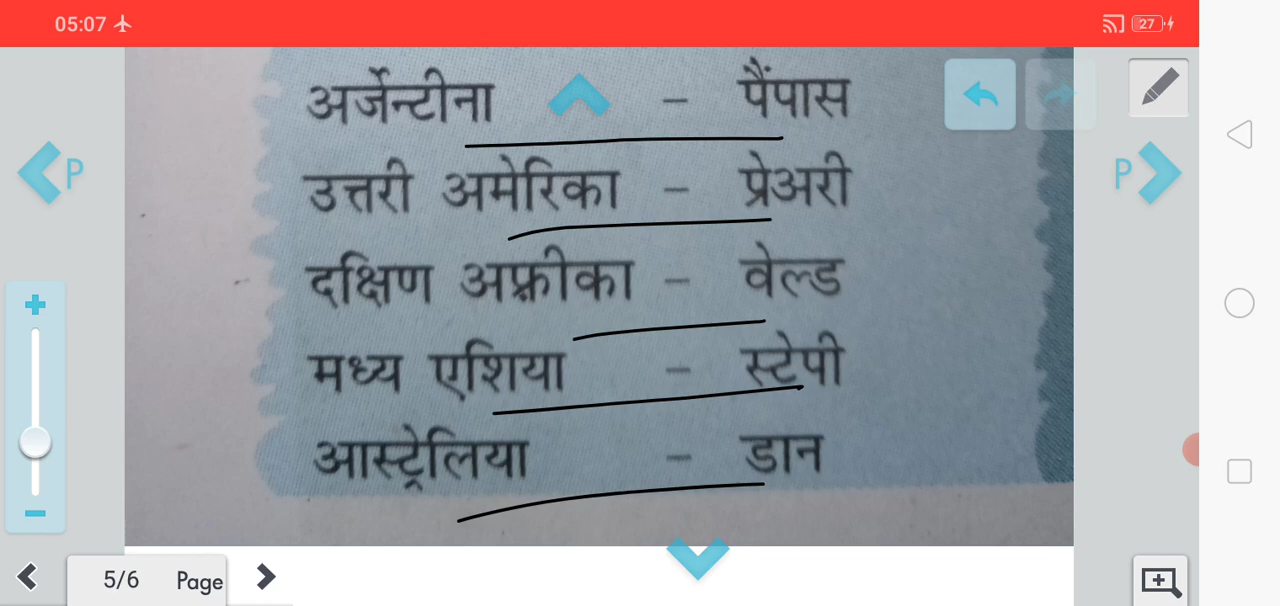 05:07
27
अर्जेन्टीना - पैंपास
P
उत्तरी अमेरिका - प्रेअरी
P
दक्षिण अफ़्रीका - वेल्ड
मध्य एशिया - स्टेपी
आस्ट्रेलिया - डान
5/6 Page